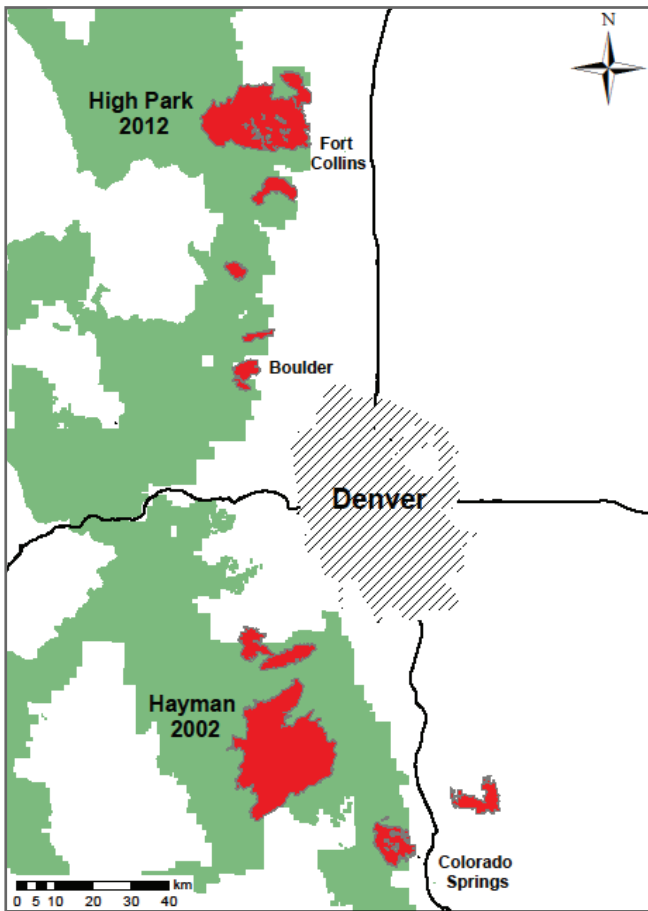 N
High Park
2012
Fort
Collins
Boulder
Denver
Hayman
2002
Colorado
Springs
km
0 5 10 20 30 40